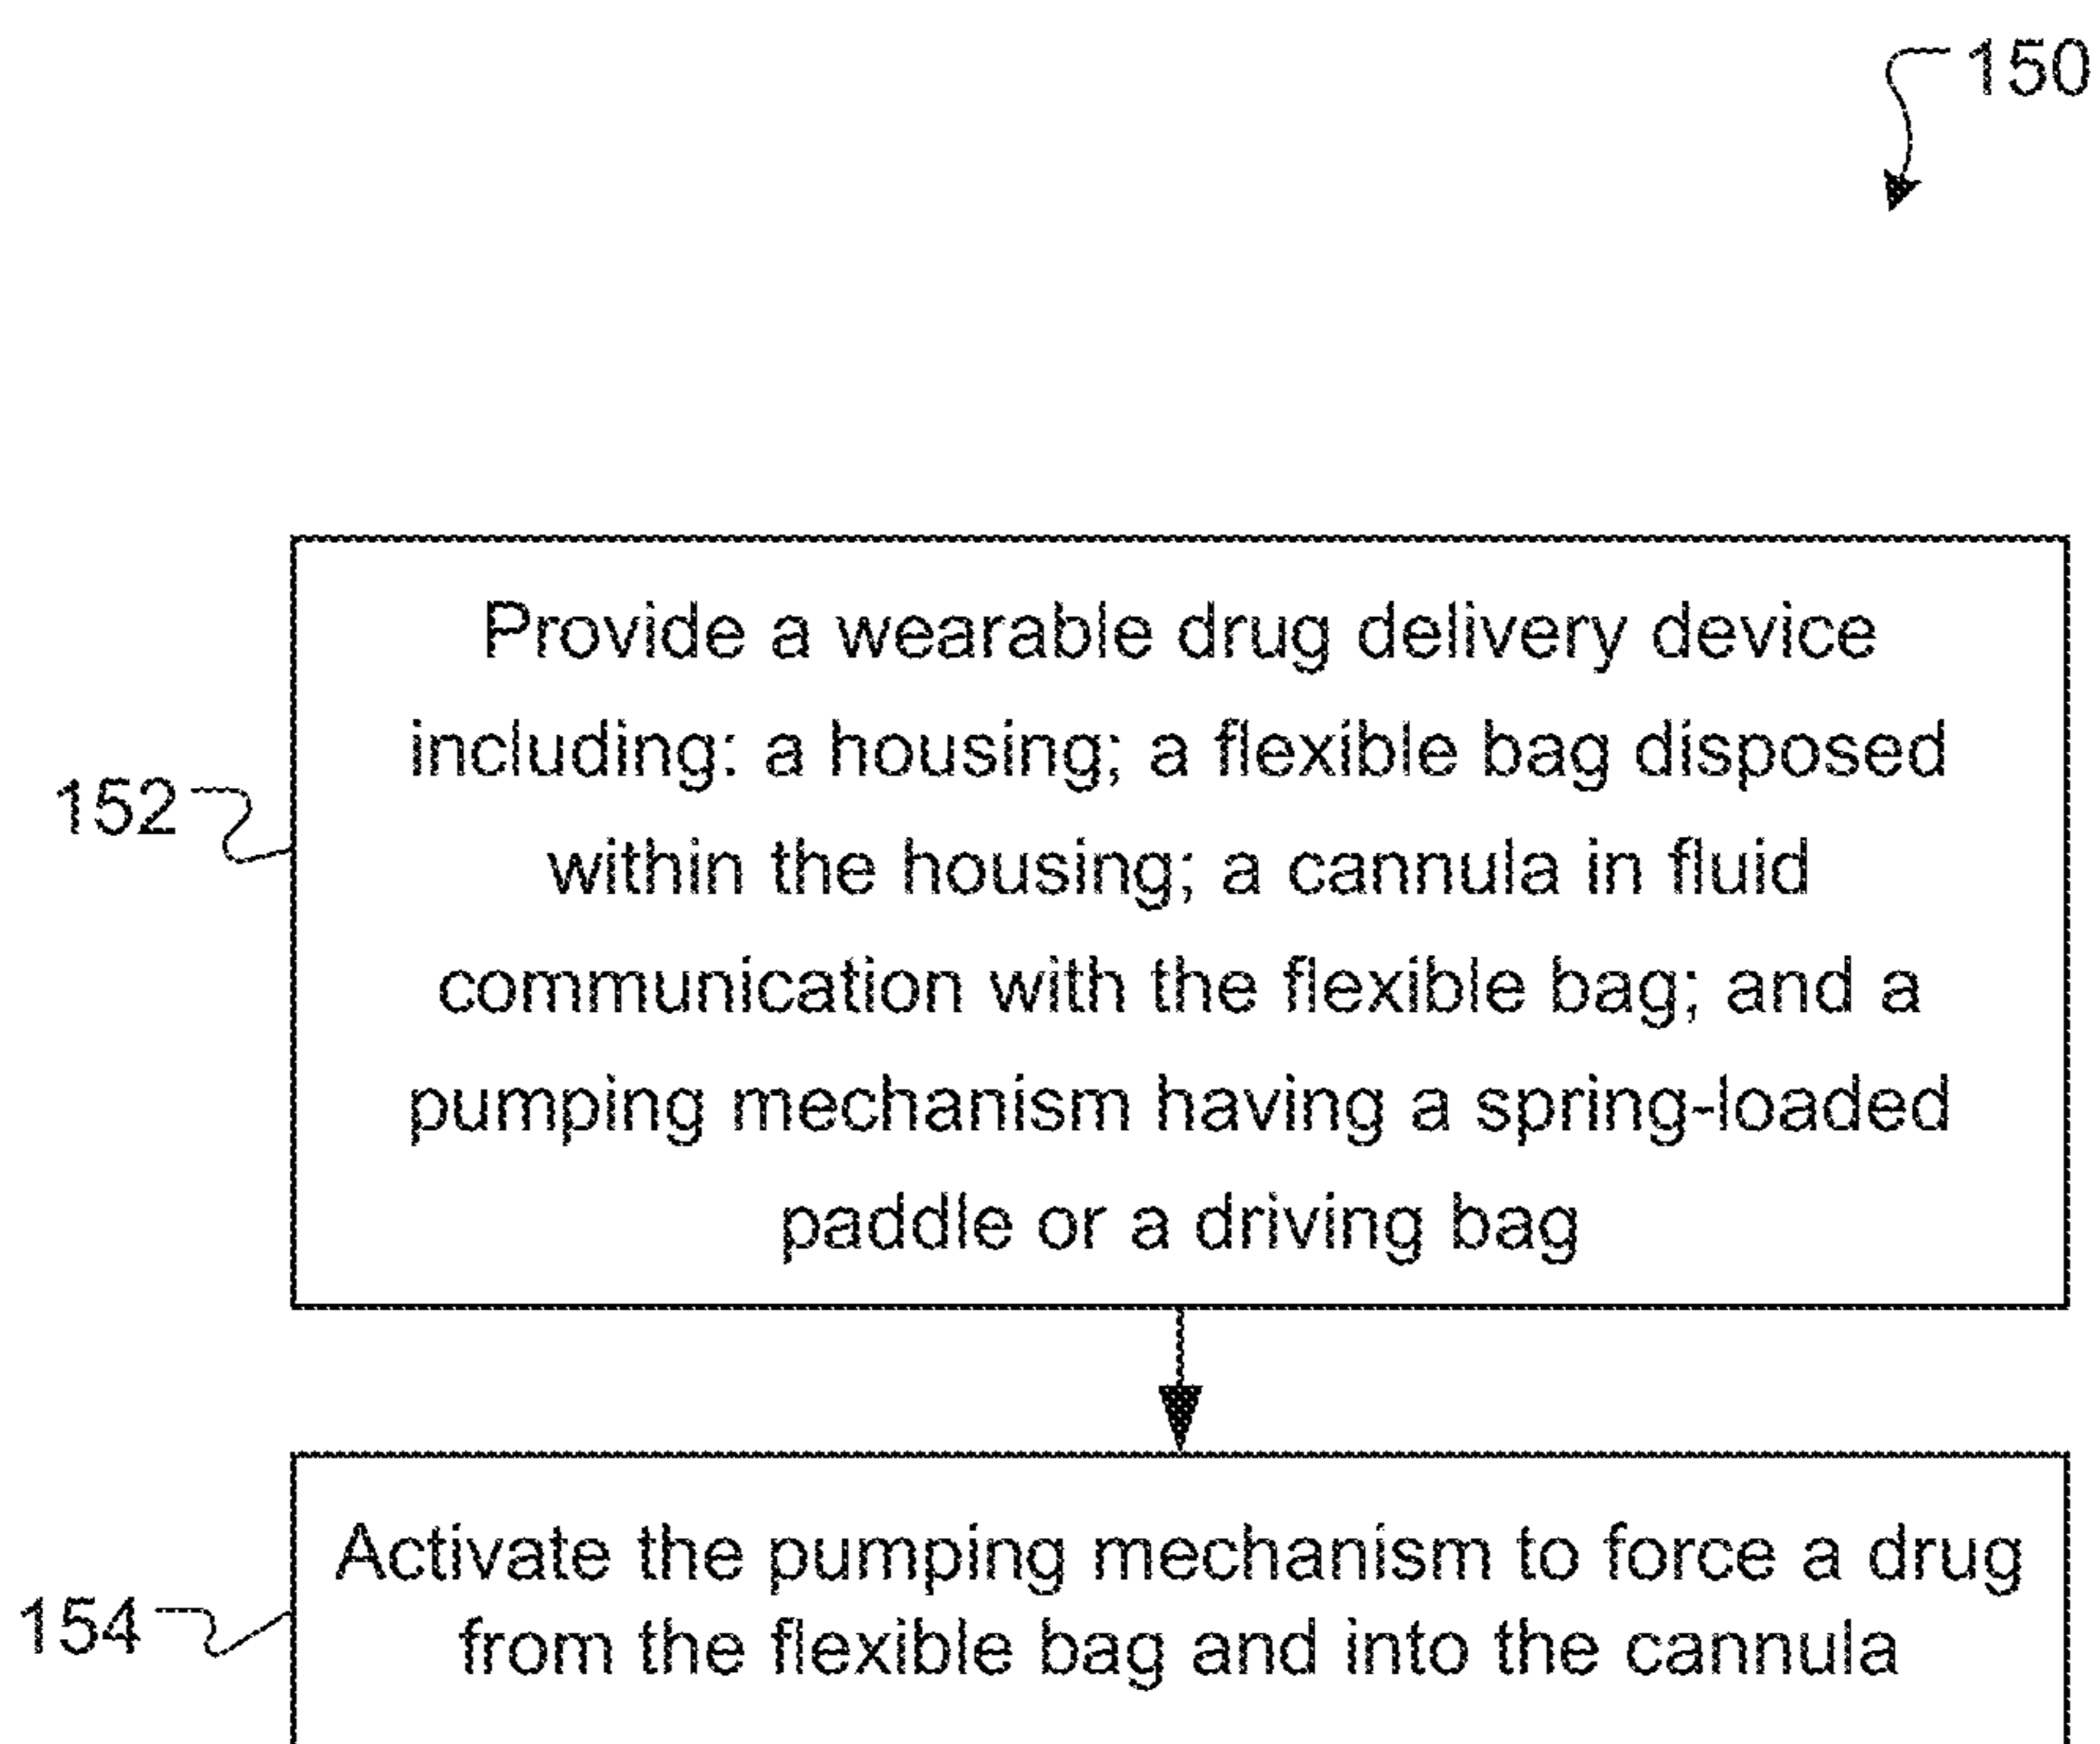 150
Provide a wearable drug delivery device
including: a housing; a flexible bag disposed
within the housing; a cannula in fluid
communication with the flexible bag; and a
pumping mechanism having a spring-loaded
paddle or a driving bag
152
Activate the pumping mechanism to force a drug
from the flexible bag and into the cannula
154